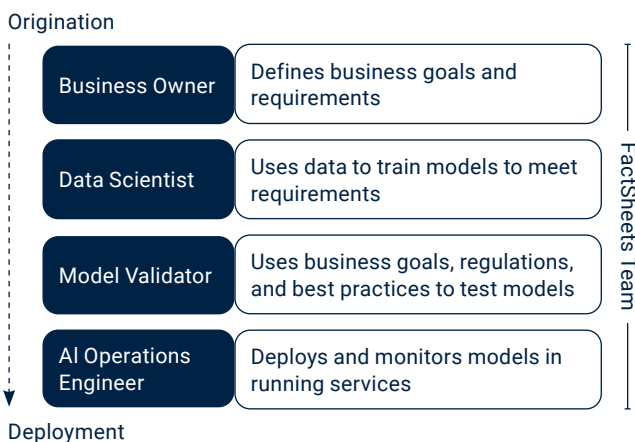 Origination
Business Owner
Defines business goals and
requirements
Data Scientist
Uses data to train models to meet
requirements
Model Validator
Uses business goals, regulations,
and best practices to test models
AI Operations
Engineer
Deploys and monitors models in
running services
Deployment
FactSheets Team